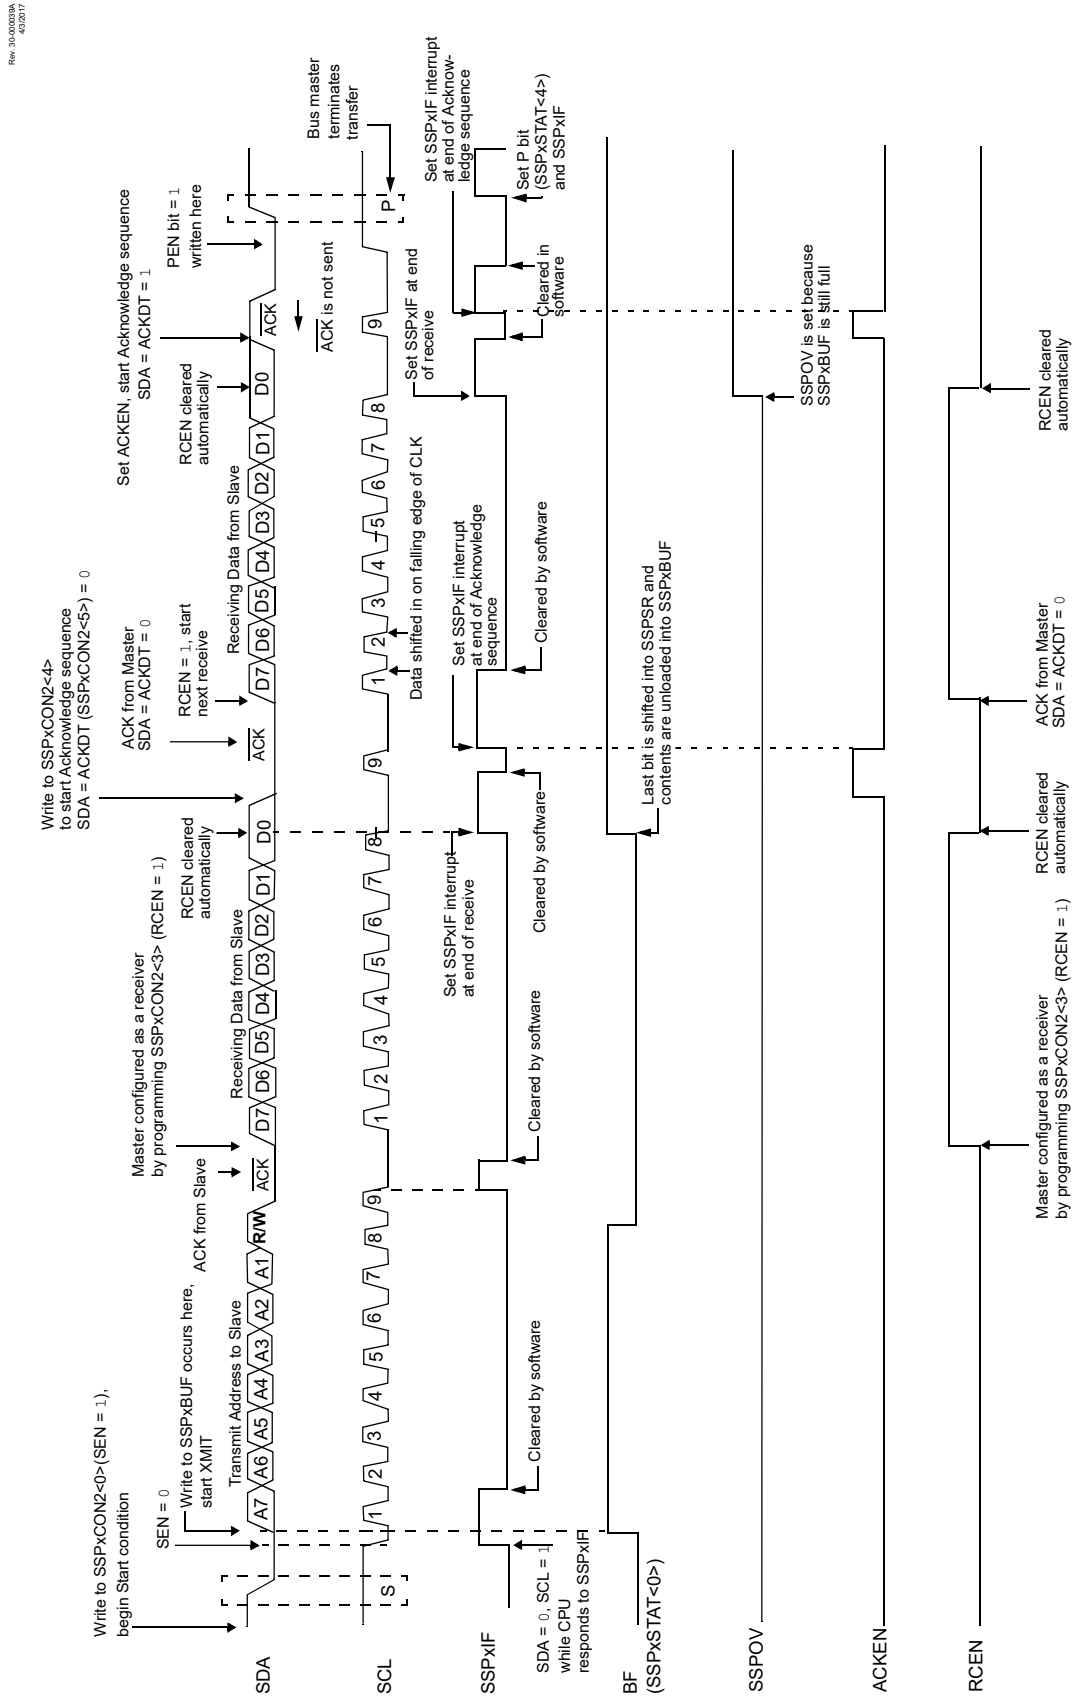 Rev. 30-000039A
4/3/2017
Write to SSPxCON2<0>(SEN = 1),
begin Start condition
SEN = 0
Write to SSPxBUF occurs here,
start XMIT
ACK from Slave
Master configured as a receiver
by programming SSPxCON2<3> (RCEN = 1)
RCEN cleared
automatically
Write to SSPxCON2<4>
to start Acknowledge sequence
SDA = ACKDT (SSPxCON2<5>) = 0
ACK from Master
SDA = ACKDT = 0
RCEN = 1, start
next receive
RCEN cleared
automatically
Set ACKEN, start Acknowledge sequence
SDA = ACKDT = 1
PEN bit = 1
written here
Transmit Address to Slave
Receiving Data from Slave
Receiving Data from Slave
SDA
A7 A6 A5 A4 A3 A2 A1 R/W ACK D7 D6 D5 D4 D3 D2 D1 D0 ACK D7 D6 D5 D4 D3 D2 D1 D0 ACK
ACK is not sent
Bus master
terminates
transfer
SCL
S 1 2 3 4 5 6 7 8 9 1 2 3 4 5 6 7 8 9 1 2 3 4 5 6 7 8 9 P
Data shifted in on falling edge of CLK
Set SSPxIF interrupt
at end of receive
Set SSPxIF interrupt
at end of Acknowledge
sequence
Set SSPxIF at end
of receive
Set SSPxIF interrupt
at end of Acknow-
ledge sequence
SSPxIF
SDA = 0, SCL = 1
while CPU
responds to SSPxIF
Cleared by software
Cleared by software
Cleared by software
Cleared by software
Cleared in
software
Set P bit
(SSPxSTAT<4>)
and SSPxIF
BF
(SSPxSTAT<0>)
Last bit is shifted into SSPSR and
contents are unloaded into SSPxBUF
SSPOV
SSPOV is set because
SSPxBUF is still full
ACKEN
RCEN
Master configured as a receiver
by programming SSPxCON2<3> (RCEN = 1)
RCEN cleared
automatically
ACK from Master
SDA = ACKDT = 0
RCEN cleared
automatically